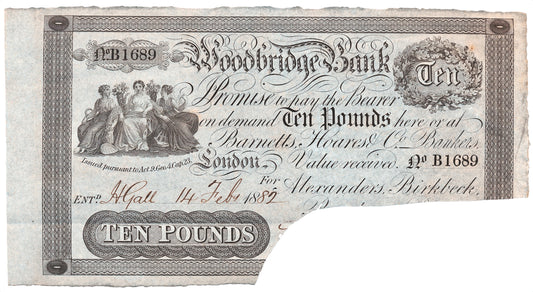 No B1689
Woodbridge Bank
Ten
I Promise to pay the Bearer
on demand Ten Pounds here or at
Barnetts, Hoares & Co Bankers
London Value received. No B1689
Issued pursuant to Act 9. Geo. 4. Cap. 23.
For Alexanders, Birkbeck,
ENTD HGall 14 Feby 1882
TEN POUNDS